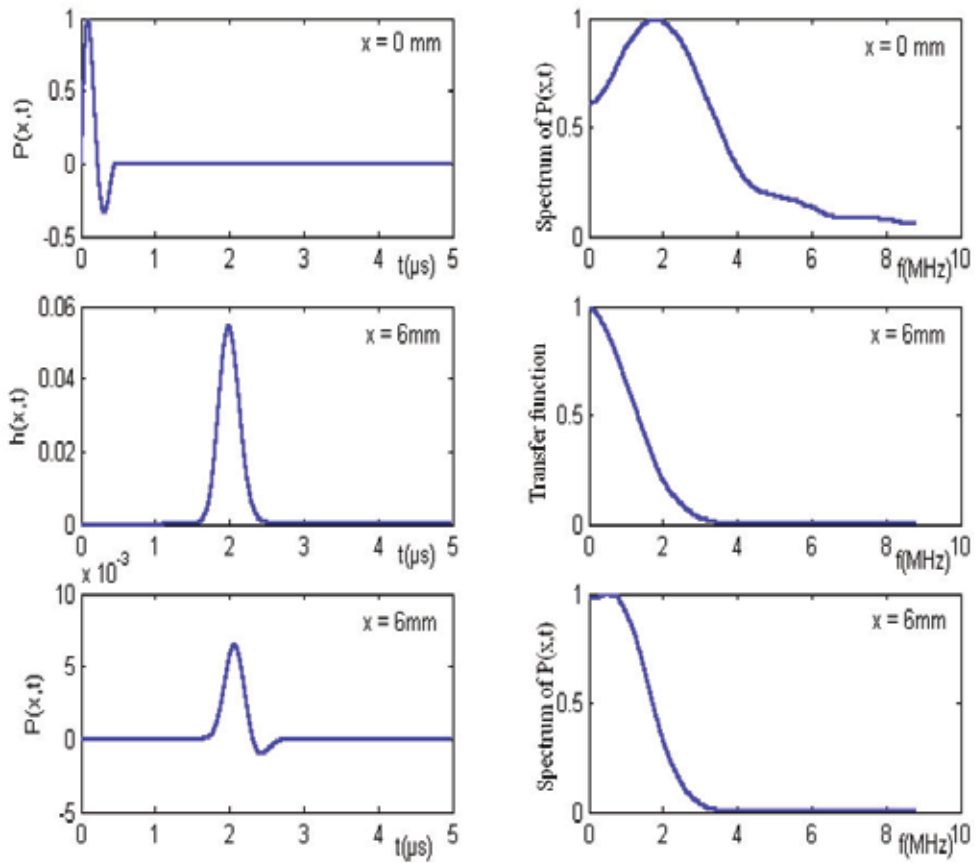 P(x,t)
1
0.5
0
-0.5
x = 0 mm
0 1 2 3 4 5
t(µs)
Spectrum of P(x,t)
1
0.5
0
x = 0 mm
0 2 4 6 8 10
f(MHz)
h(x,t)
0.06
0.04
0.02
0
x = 6mm
0 1 2 3 4 5
t(µs)
Transfer function
1
0.5
0
x = 6mm
0 2 4 6 8 10
f(MHz)
x 10⁻³
P(x,t)
10
5
0
-5
x = 6mm
0 1 2 3 4 5
t(µs)
Spectrum of P(x,t)
1
0.5
0
x = 6mm
0 2 4 6 8 10
f(MHz)